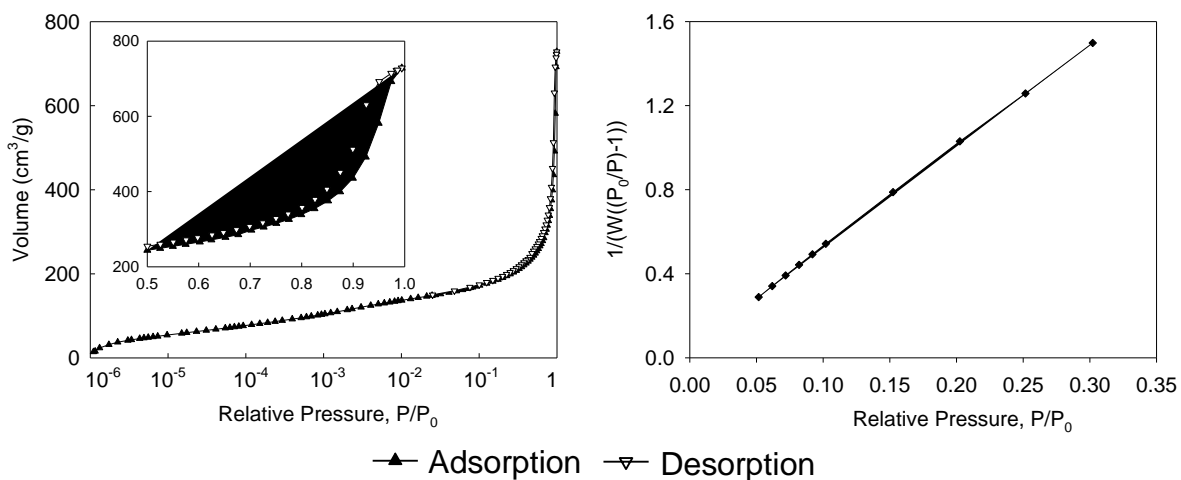 800
600
400
200
0
Volume (cm³/g)
800
600
400
200
0.5 0.6 0.7 0.8 0.9 1.0
10⁻⁶ 10⁻⁵ 10⁻⁴ 10⁻³ 10⁻² 10⁻¹ 1
Relative Pressure, P/P₀
1.6
1.2
0.8
0.4
0.0
1/(W((P₀/P)-1))
0.00 0.05 0.10 0.15 0.20 0.25 0.30 0.35
Relative Pressure, P/P₀
Adsorption Desorption